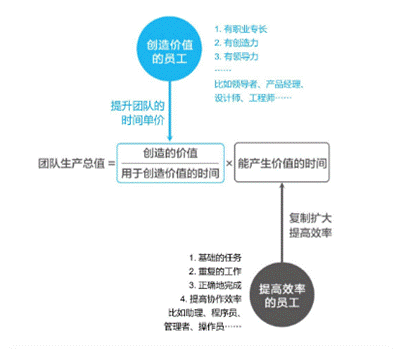 创造价值
的员工
1. 有职业专长
2. 有创造力
3. 有领导力
……
比如领导者、产品经理、
设计师、工程师……
提升团队的
时间单价
团队生产总值=
创造的价值
用于创造价值的时间
×
能产生价值的时间
复制扩大
提高效率
1. 基础的任务
2. 重复的工作
3. 正确地完成
4. 提高协作效率
比如助理、程序员、
管理者、操作员……
提高效率
的员工